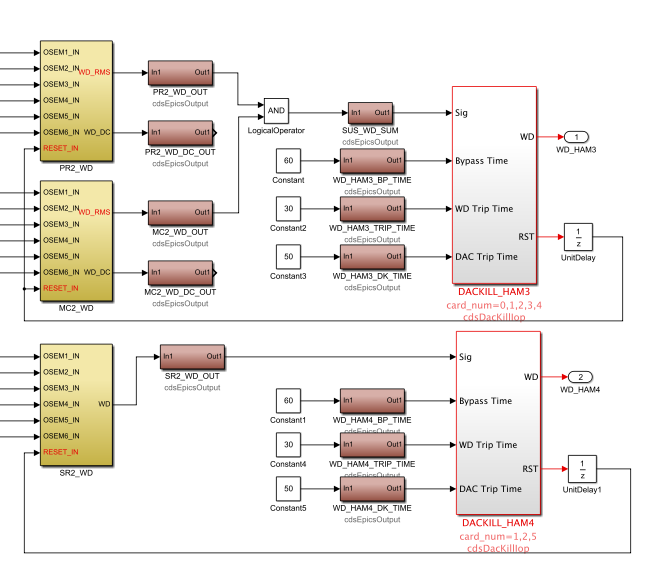 OSEM1_IN
OSEM2_IN
WD_RMS
OSEM3_IN
OSEM4_IN
OSEM5_IN
OSEM6_IN WD_DC
RESET_IN
PR2_WD
In1 Out1
PR2_WD_OUT
cdsEpicsOutput
In1 Out1
PR2_WD_DC_OUT
cdsEpicsOutput
AND
LogicalOperator
In1 Out1
SUS_WD_SUM
cdsEpicsOutput
60
Constant
In1 Out1
WD_HAM3_BP_TIME
cdsEpicsOutput
30
Constant2
In1 Out1
WD_HAM3_TRIP_TIME
cdsEpicsOutput
50
Constant3
In1 Out1
WD_HAM3_DK_TIME
cdsEpicsOutput
Sig
Bypass Time
WD Trip Time
DAC Trip Time
WD
RST
DACKILL_HAM3
card_num=0,1,2,3,4
cdsDacKillIop
1
WD_HAM3
1
z
UnitDelay
OSEM1_IN
OSEM2_IN
WD_RMS
OSEM3_IN
OSEM4_IN
OSEM5_IN
OSEM6_IN WD_DC
RESET_IN
MC2_WD
In1 Out1
MC2_WD_OUT
cdsEpicsOutput
In1 Out1
MC2_WD_DC_OUT
cdsEpicsOutput
OSEM1_IN
OSEM2_IN
OSEM3_IN
OSEM4_IN WD
OSEM5_IN
OSEM6_IN
RESET_IN
SR2_WD
In1 Out1
SR2_WD_OUT
cdsEpicsOutput
60
Constant1
In1 Out1
WD_HAM4_BP_TIME
cdsEpicsOutput
30
Constant4
In1 Out1
WD_HAM4_TRIP_TIME
cdsEpicsOutput
50
Constant5
In1 Out1
WD_HAM4_DK_TIME
cdsEpicsOutput
Sig
Bypass Time
WD Trip Time
DAC Trip Time
WD
RST
DACKILL_HAM4
card_num=1,2,5
cdsDacKillIop
2
WD_HAM4
1
z
UnitDelay1